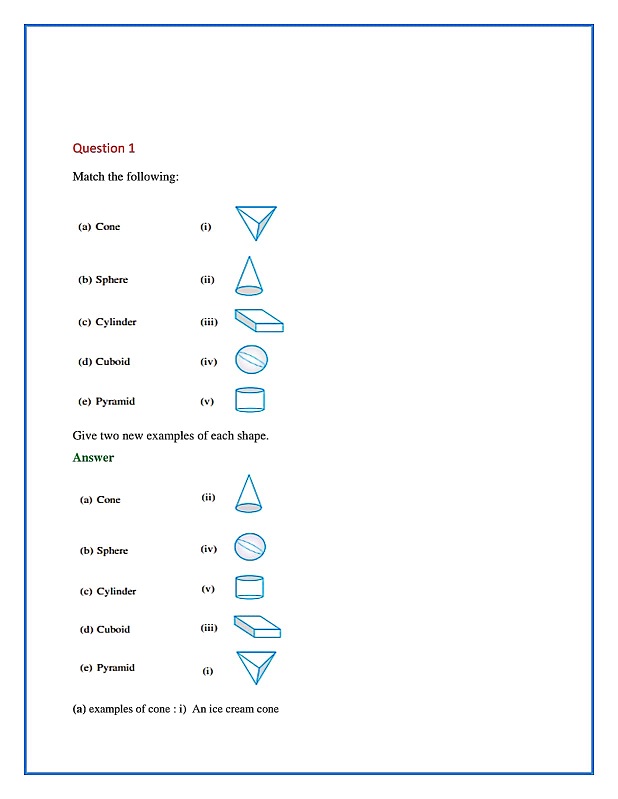 Question 1
Match the following:
(a) Cone (i)
(b) Sphere (ii)
(c) Cylinder (iii)
(d) Cuboid (iv)
(e) Pyramid (v)
Give two new examples of each shape.
Answer
(a) Cone (ii)
(b) Sphere (iv)
(c) Cylinder (v)
(d) Cuboid (iii)
(e) Pyramid (i)
(a) examples of cone : i) An ice cream cone